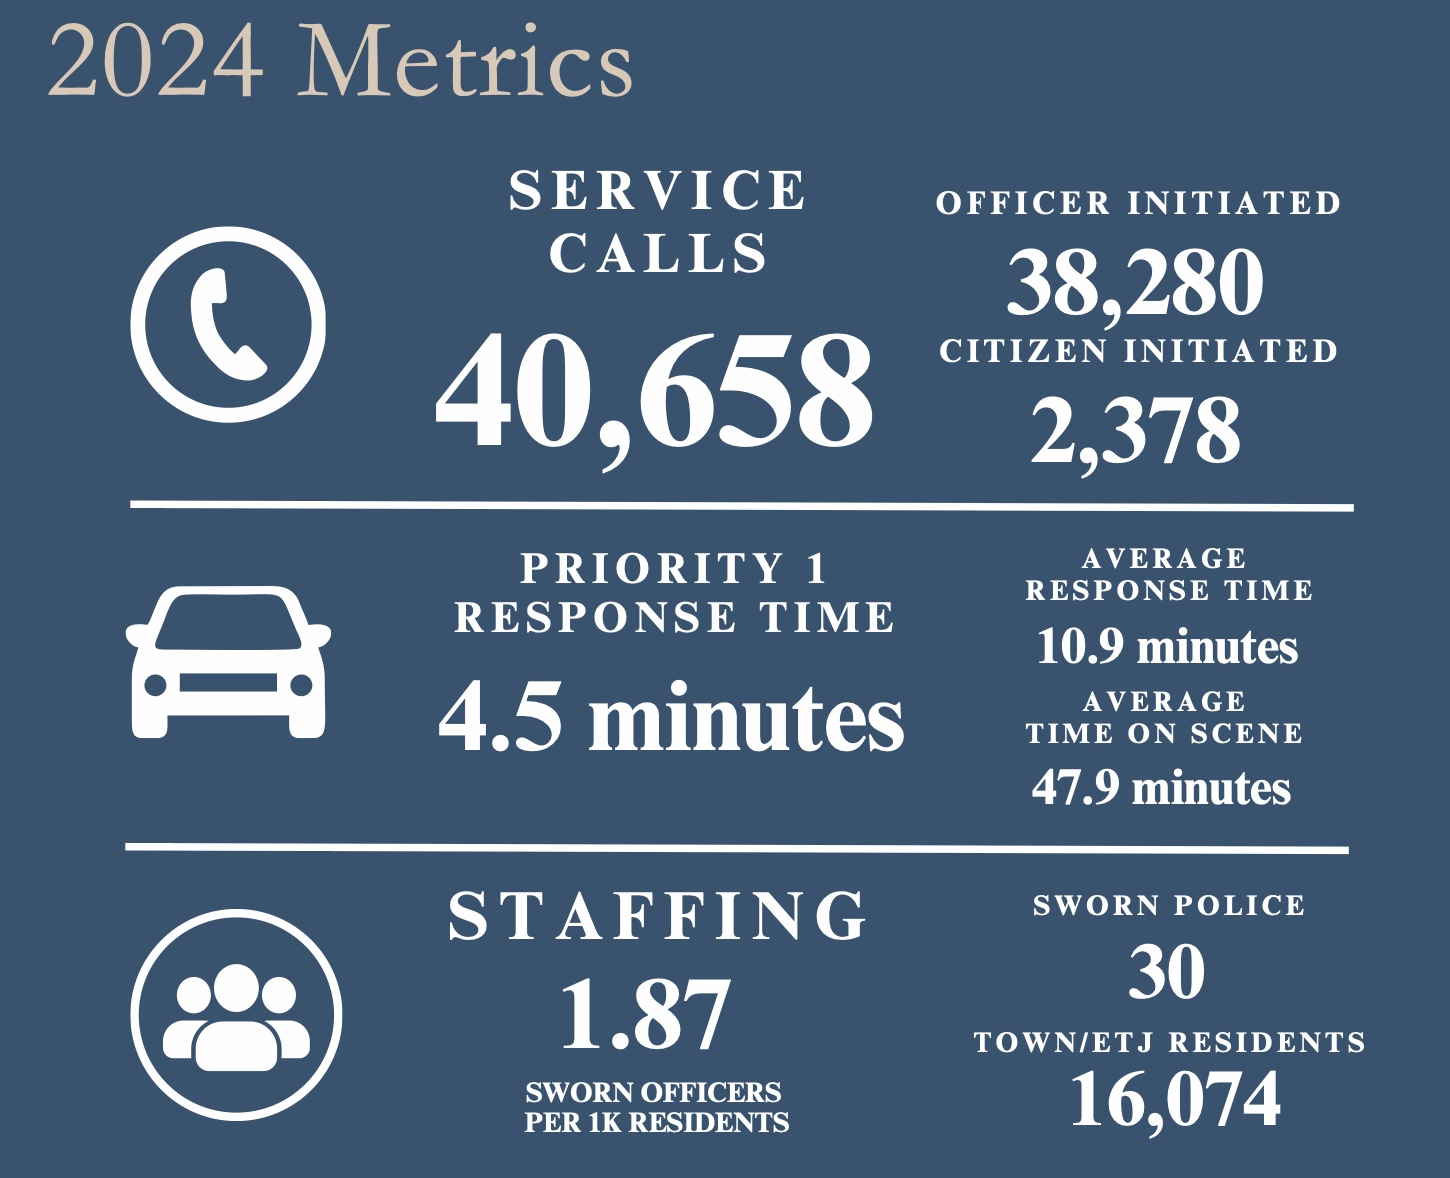 2024 Metrics
SERVICE
CALLS
40,658
OFFICER INITIATED
38,280
CITIZEN INITIATED
2,378
PRIORITY 1
RESPONSE TIME
4.5 minutes
AVERAGE
RESPONSE TIME
10.9 minutes
AVERAGE
TIME ON SCENE
47.9 minutes
STAFFING
1.87
SWORN OFFICERS
PER 1K RESIDENTS
SWORN POLICE
30
TOWN/ETJ RESIDENTS
16,074